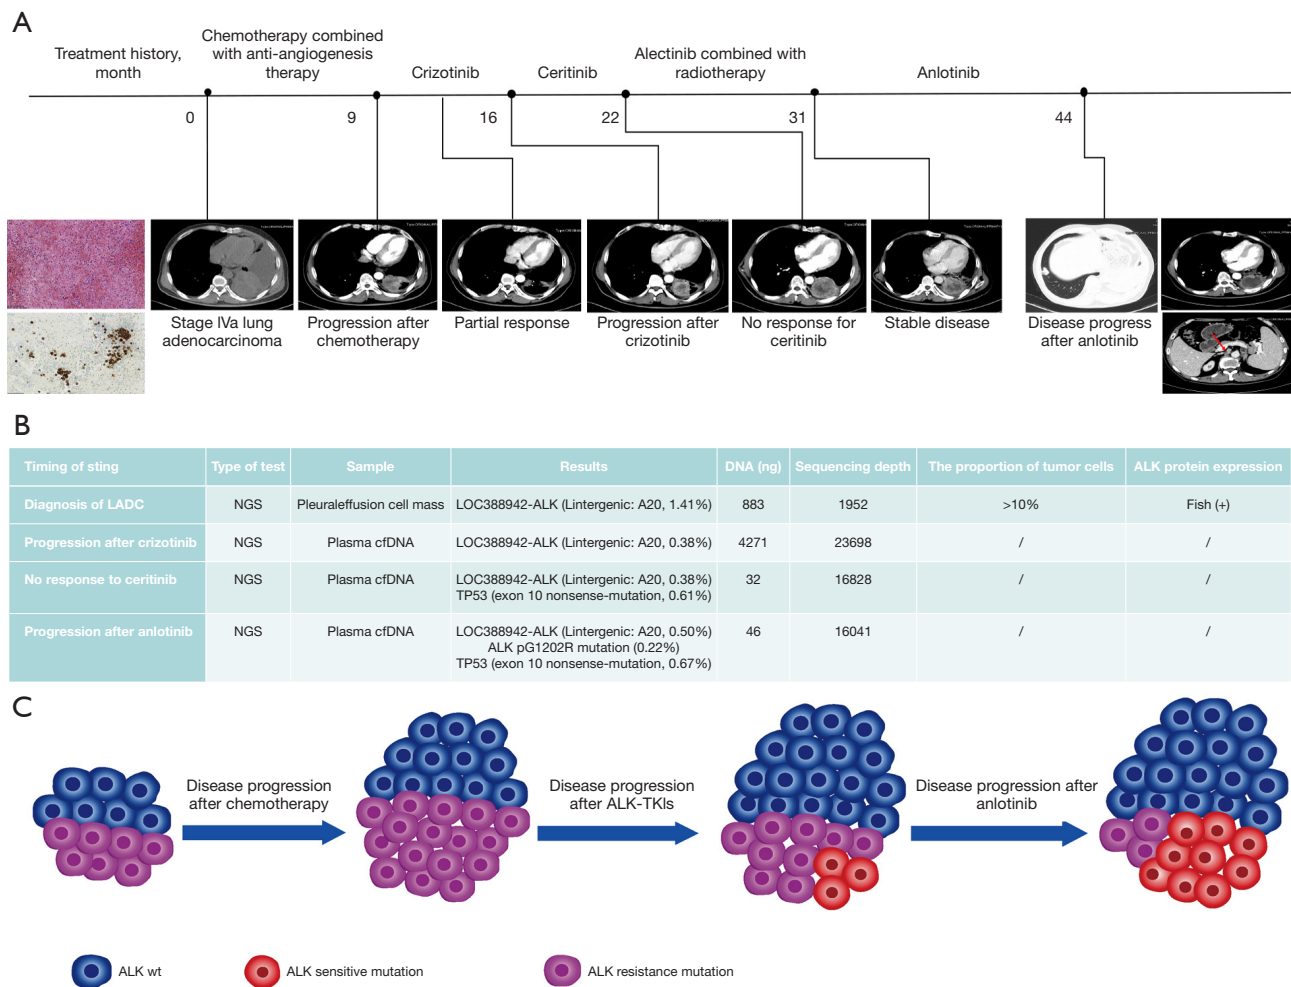 A
Treatment history,
month
Chemotherapy combined
with anti-angiogenesis
therapy
Crizotinib
Ceritinib
Alectinib combined with
radiotherapy
Anlotinib
0
9
16
22
31
44
Stage IVa lung
adenocarcinoma
Progression after
chemotherapy
Partial response
Progression after
crizotinib
No response for
ceritinib
Stable disease
Disease progress
after anlotinib
B
Timing of sting Type of test Sample Results DNA (ng) Sequencing depth The proportion of tumor cells ALK protein expression
Diagnosis of LADC NGS Pleuraleffusion cell mass LOC388942-ALK (Lintergenic: A20, 1.41%) 883 1952 >10% Fish (+)
Progression after crizotinib NGS Plasma cfDNA LOC388942-ALK (Lintergenic: A20, 0.38%) 4271 23698 / /
No response to ceritinib NGS Plasma cfDNA LOC388942-ALK (Lintergenic: A20, 0.38%) 32 16828 / /
TP53 (exon 10 nonsense-mutation, 0.61%)
Progression after anlotinib NGS Plasma cfDNA LOC388942-ALK (Lintergenic: A20, 0.50%) 46 16041 / /
ALK pG1202R mutation (0.22%)
TP53 (exon 10 nonsense-mutation, 0.67%)
C
Disease progression
after chemotherapy
Disease progression
after ALK-TKIs
Disease progression after
anlotinib
ALK wt
ALK sensitive mutation
ALK resistance mutation